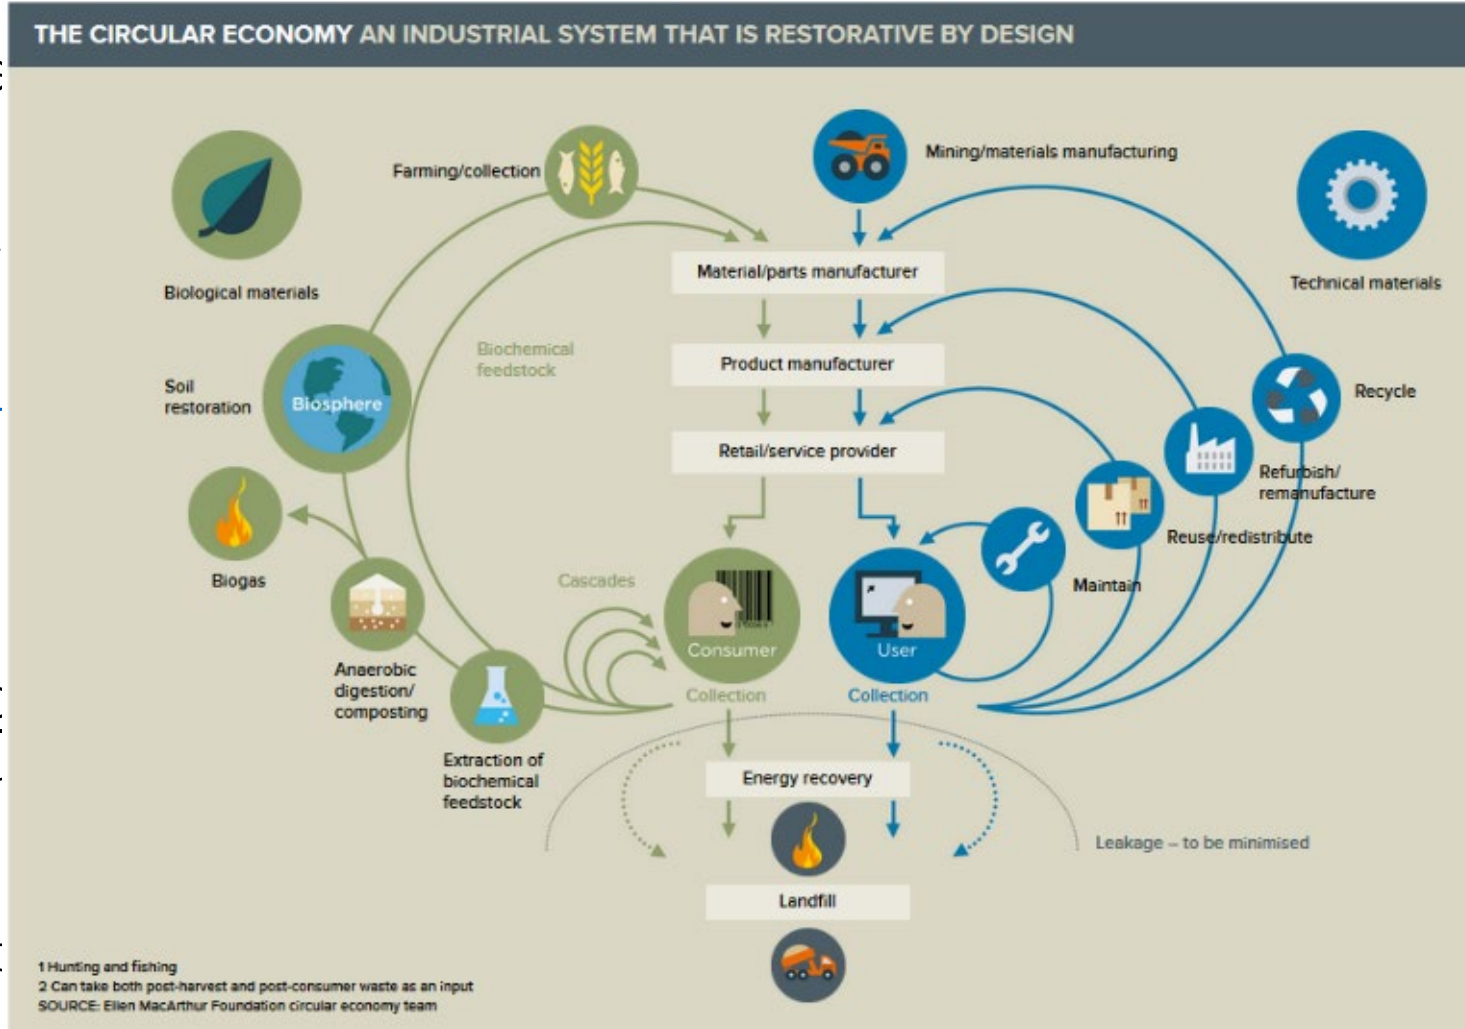 THE CIRCULAR ECONOMY AN INDUSTRIAL SYSTEM THAT IS RESTORATIVE BY DESIGN
Farming/collection
Mining/materials manufacturing
Biological materials
Technical materials
Material/parts manufacturer
Biochemical
feedstock
Product manufacturer
Soil
restoration
Biosphere
Recycle
Retail/service provider
Refurbish/
remanufacture
Reuse/redistribute
Biogas
Cascades
Maintain
Consumer
User
Anaerobic
digestion/
composting
Collection
Collection
Extraction of
biochemical
feedstock
Energy recovery
Leakage – to be minimised
Landfill
1 Hunting and fishing
2 Can take both post-harvest and post-consumer waste as an input
SOURCE: Ellen MacArthur Foundation circular economy team